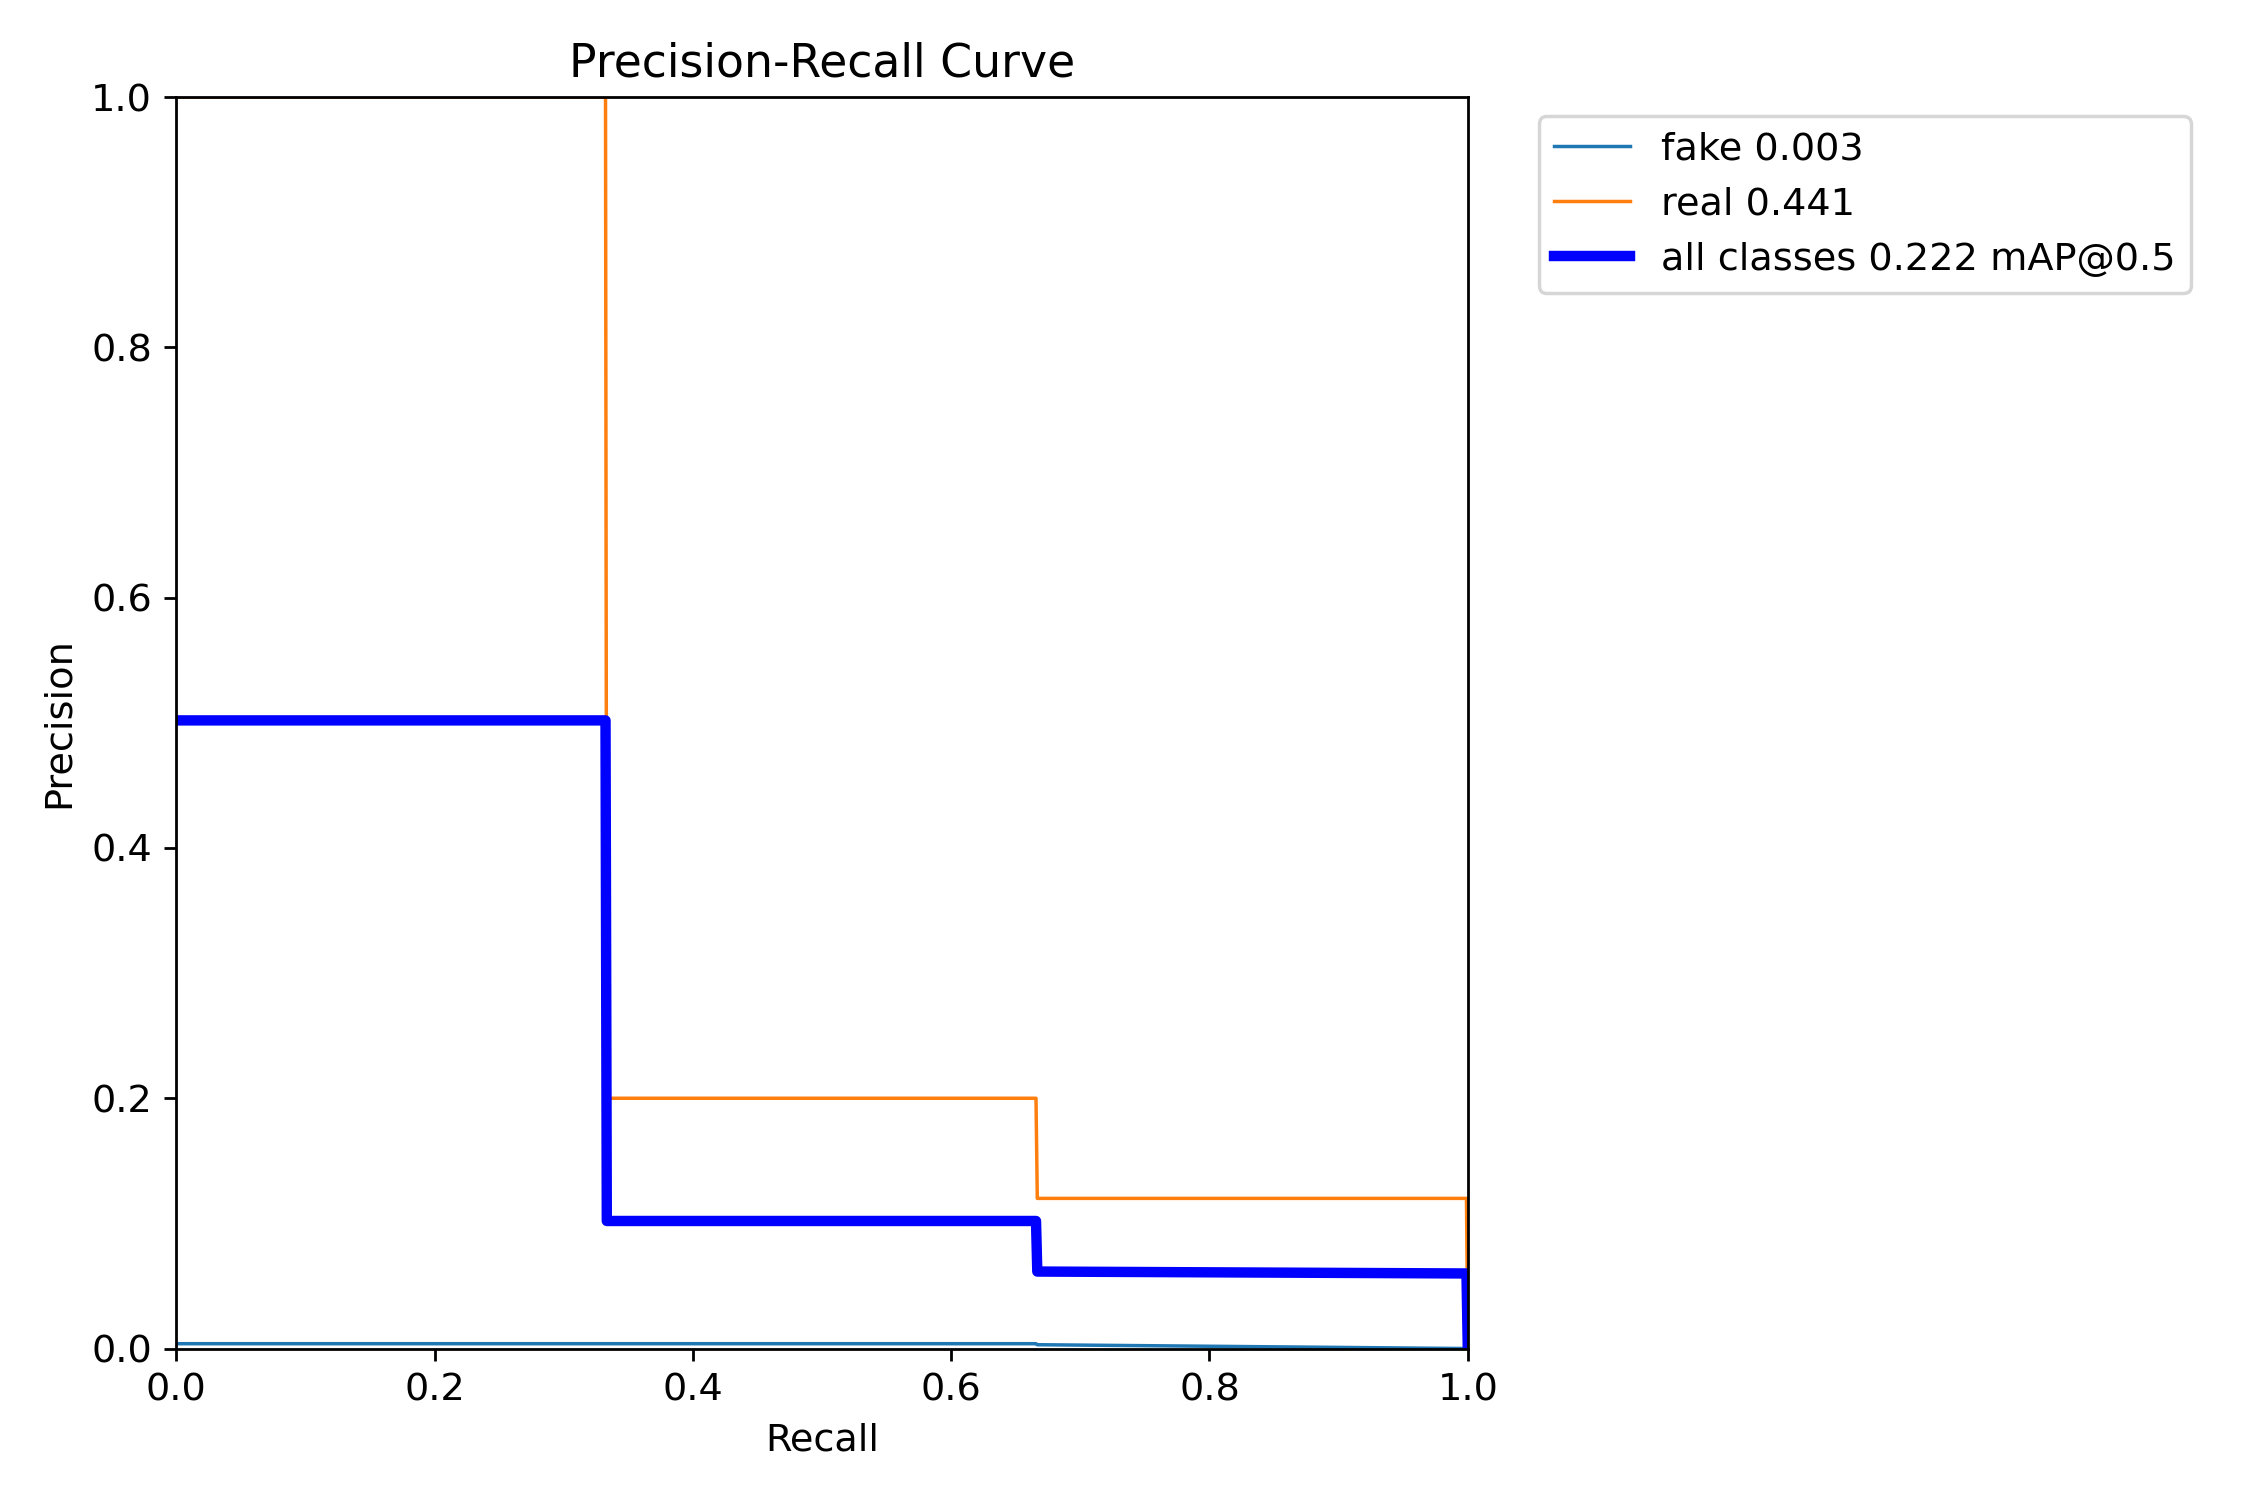 Precision-Recall Curve
1.0
0.8
0.6
0.4
0.2
0.0
Precision
0.0 0.2 0.4 0.6 0.8 1.0
Recall
fake 0.003
real 0.441
all classes 0.222 mAP@0.5